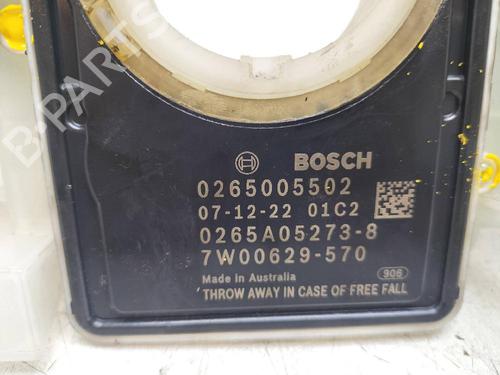 BOSCH
0265005502
07-12-22 01C2
0265A05273-8
7W00629-570
Made in Australia
906
THROW AWAY IN CASE OF FREE FALL
B-PARTS